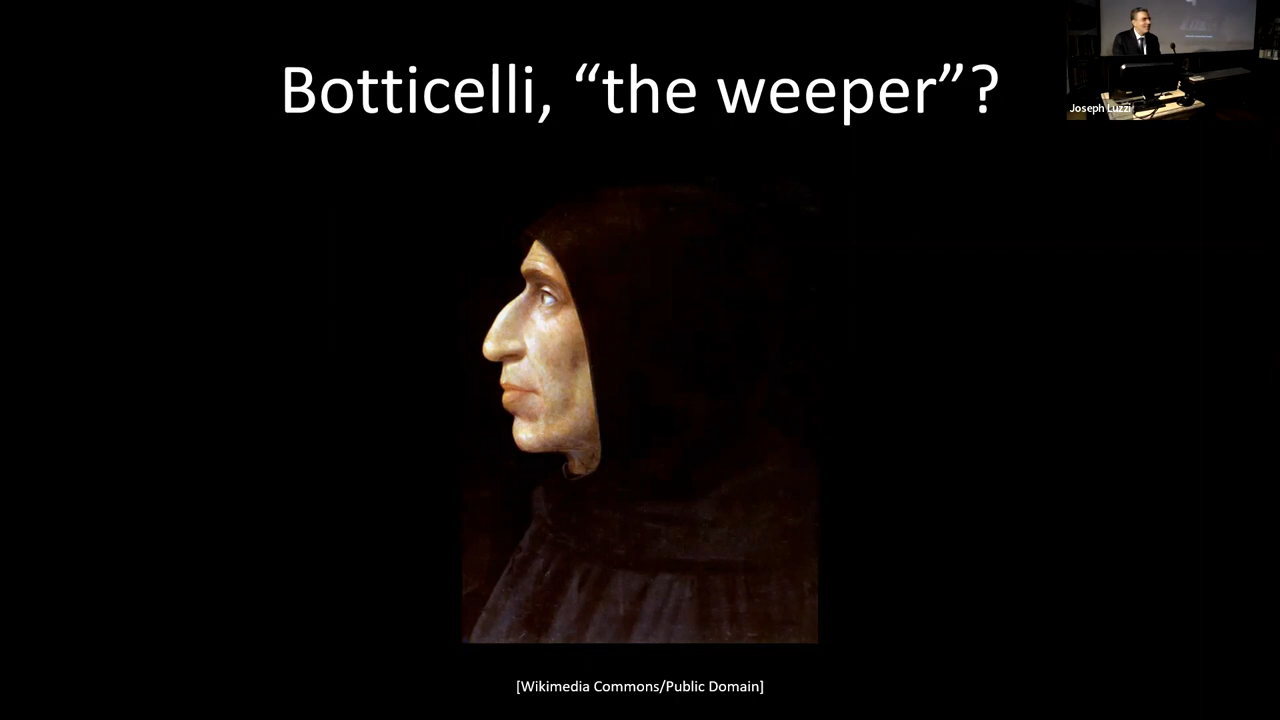 Botticelli, “the weeper”?
Joseph Luzzi
[Wikimedia Commons/Public Domain]